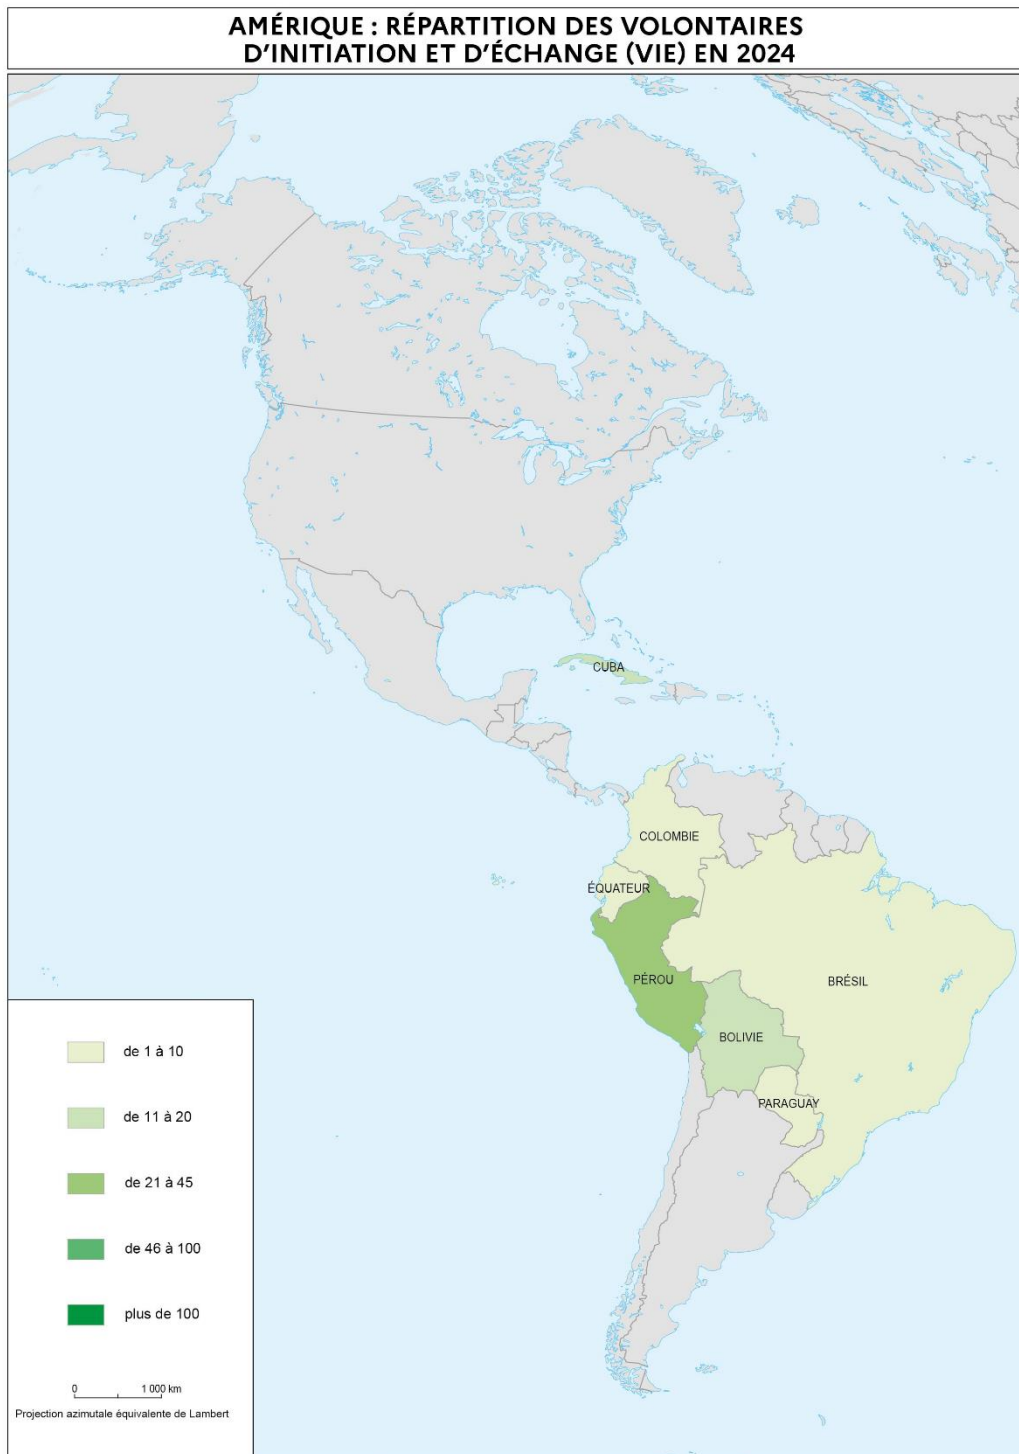 AMÉRIQUE : RÉPARTITION DES VOLONTAIRES
D’INITIATION ET D’ÉCHANGE (VIE) EN 2024
CUBA
COLOMBIE
ÉQUATEUR
PÉROU
BRÉSIL
BOLIVIE
PARAGUAY
de 1 à 10
de 11 à 20
de 21 à 45
de 46 à 100
plus de 100
0 1 000 km
Projection azimutale équivalente de Lambert